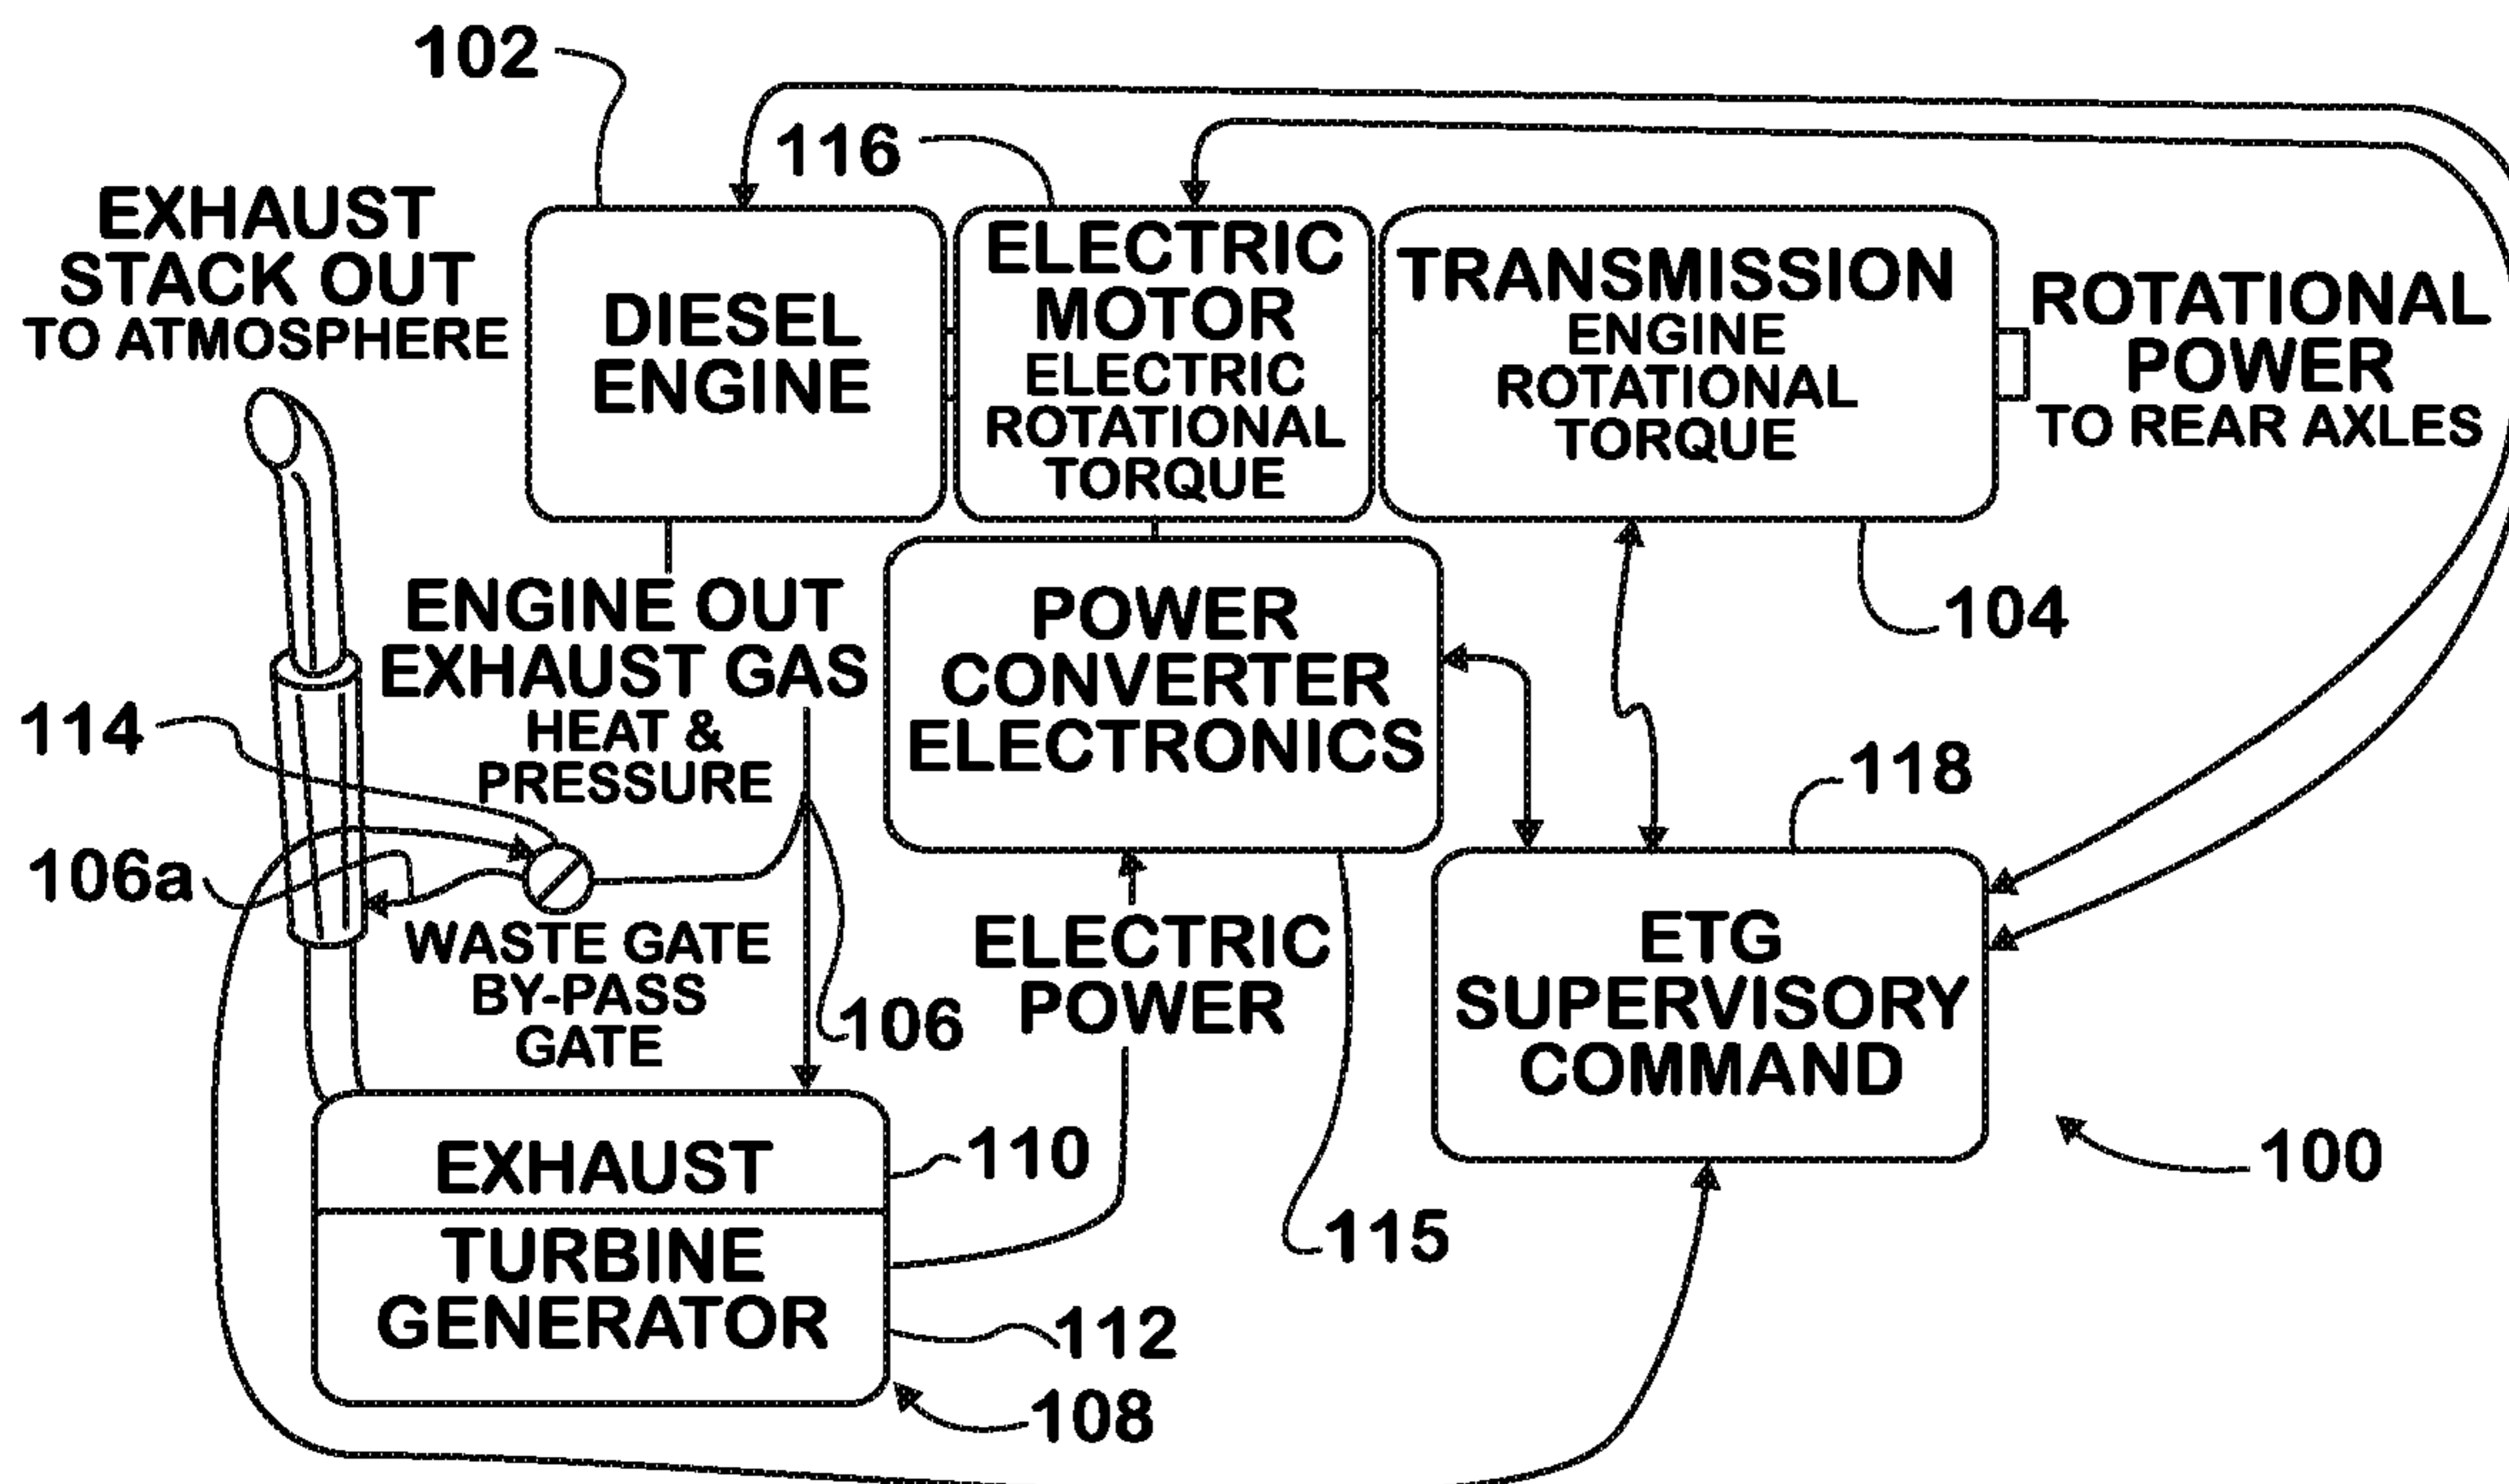 102
116
EXHAUST
STACK OUT
TO ATMOSPHERE
DIESEL
ENGINE
ELECTRIC
MOTOR
ELECTRIC
ROTATIONAL
TORQUE
TRANSMISSION
ENGINE
ROTATIONAL
TORQUE
ROTATIONAL
POWER
TO REAR AXLES
ENGINE OUT
EXHAUST GAS
HEAT &
PRESSURE
POWER
CONVERTER
ELECTRONICS
104
114
118
106a
WASTE GATE
BY-PASS
GATE
106
ELECTRIC
POWER
ETG
SUPERVISORY
COMMAND
EXHAUST
TURBINE
GENERATOR
110
100
115
112
108